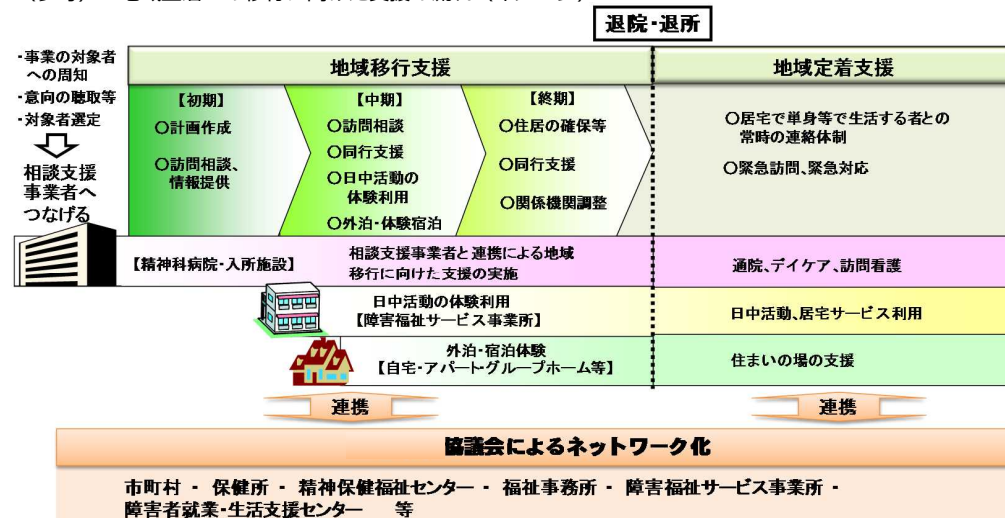 退院・退所
・事業の対象者
への周知
・意向の聴取等
・対象者選定
相談支援
事業者へ
つなげる
地域移行支援
地域定着支援
【初期】
○計画作成
○訪問相談、
情報提供
【中期】
○訪問相談
○同行支援
○日中活動の
体験利用
○外泊・体験宿泊
【終期】
○住居の確保等
○同行支援
○関係機関調整
○居宅で単身等で生活する者との
常時の連絡体制
○緊急訪問、緊急対応
【精神科病院・入所施設】
相談支援事業者と連携による地域
移行に向けた支援の実施
通院、デイケア、訪問看護
日中活動の体験利用
【障害福祉サービス事業所】
日中活動、居宅サービス利用
外泊・宿泊体験
【自宅・アパート・グループホーム等】
住まいの場の支援
連携
連携
協議会によるネットワーク化
市町村 ・ 保健所 ・ 精神保健福祉センター ・ 福祉事務所 ・ 障害福祉サービス事業所 ・
障害者就業・生活支援センター 等